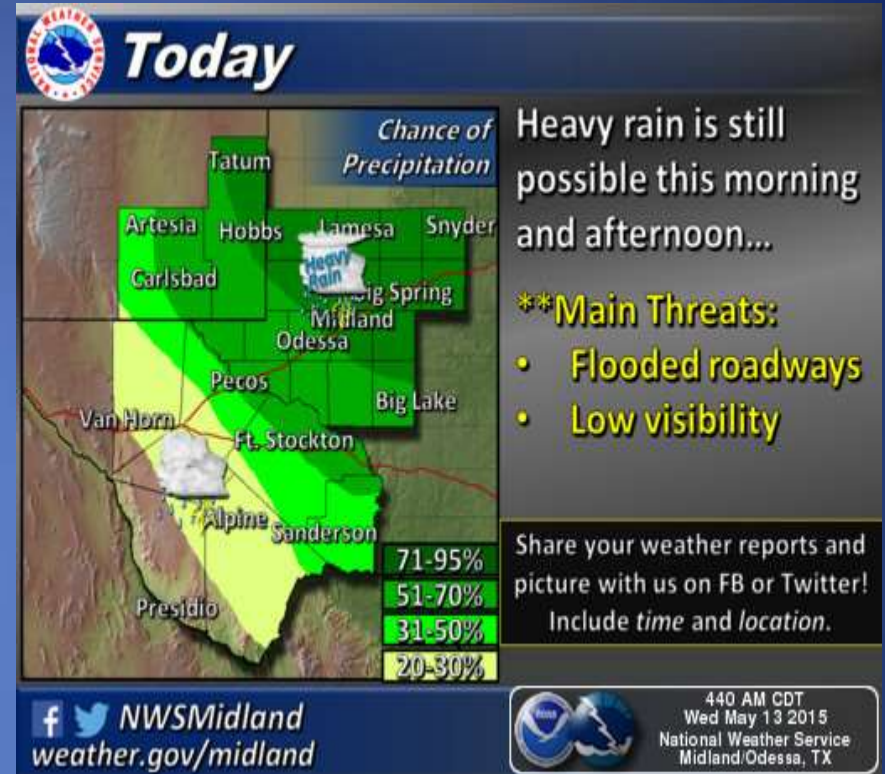 NATIONAL WEATHER SERVICE
Today
Chance of
Precipitation
Tatum
Artesia
Hobbs
Lamesa
Snyder
Carlsbad
Heavy
Rain
Big Spring
Midland
Odessa
Pecos
Big Lake
Van Horn
Ft. Stockton
Alpine
Sanderson
Presidio
71-95%
51-70%
31-50%
20-30%
Heavy rain is still
possible this morning
and afternoon...
**Main Threats:
• Flooded roadways
• Low visibility
Share your weather reports and
picture with us on FB or Twitter!
Include time and location.
f NWSMidland
weather.gov/midland
NOAA
440 AM CDT
Wed May 13 2015
National Weather Service
Midland/Odessa, TX